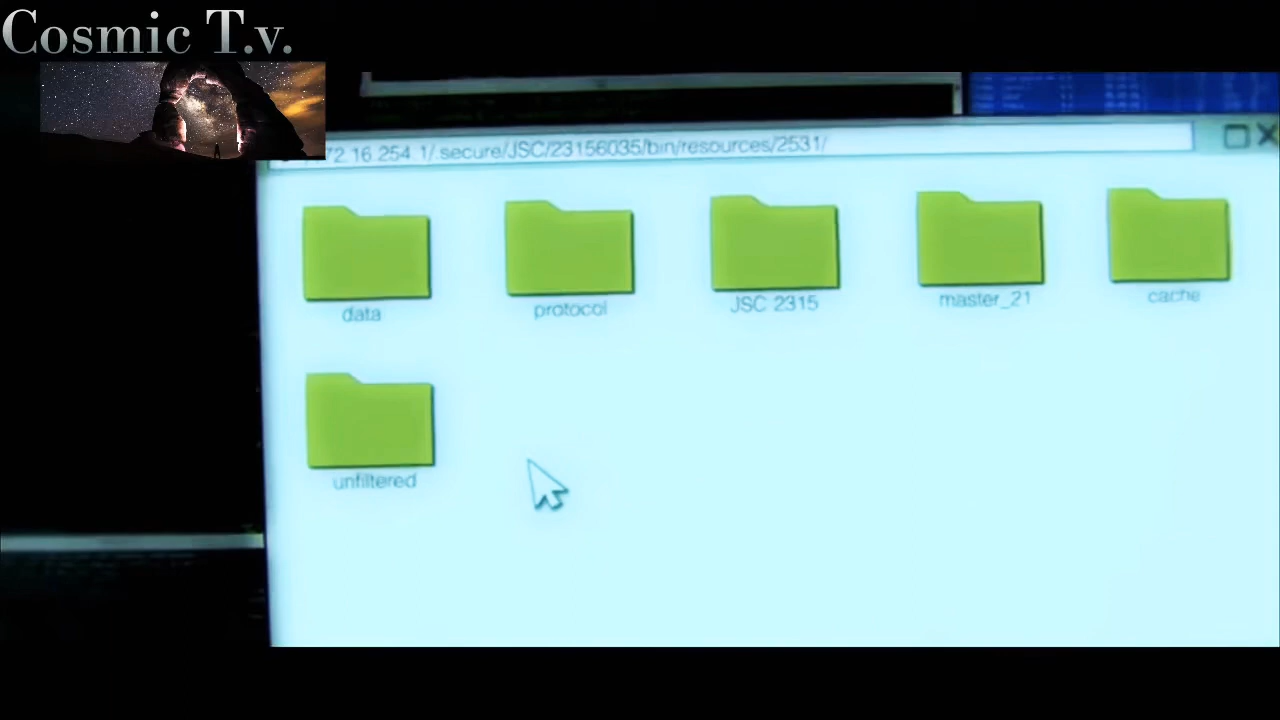 Cosmic T.v.
72.16.254.1/.secure/JSC/23156035/bin/resources/2531/
data
protocol
JSC 2315
master_21
cache
unfiltered